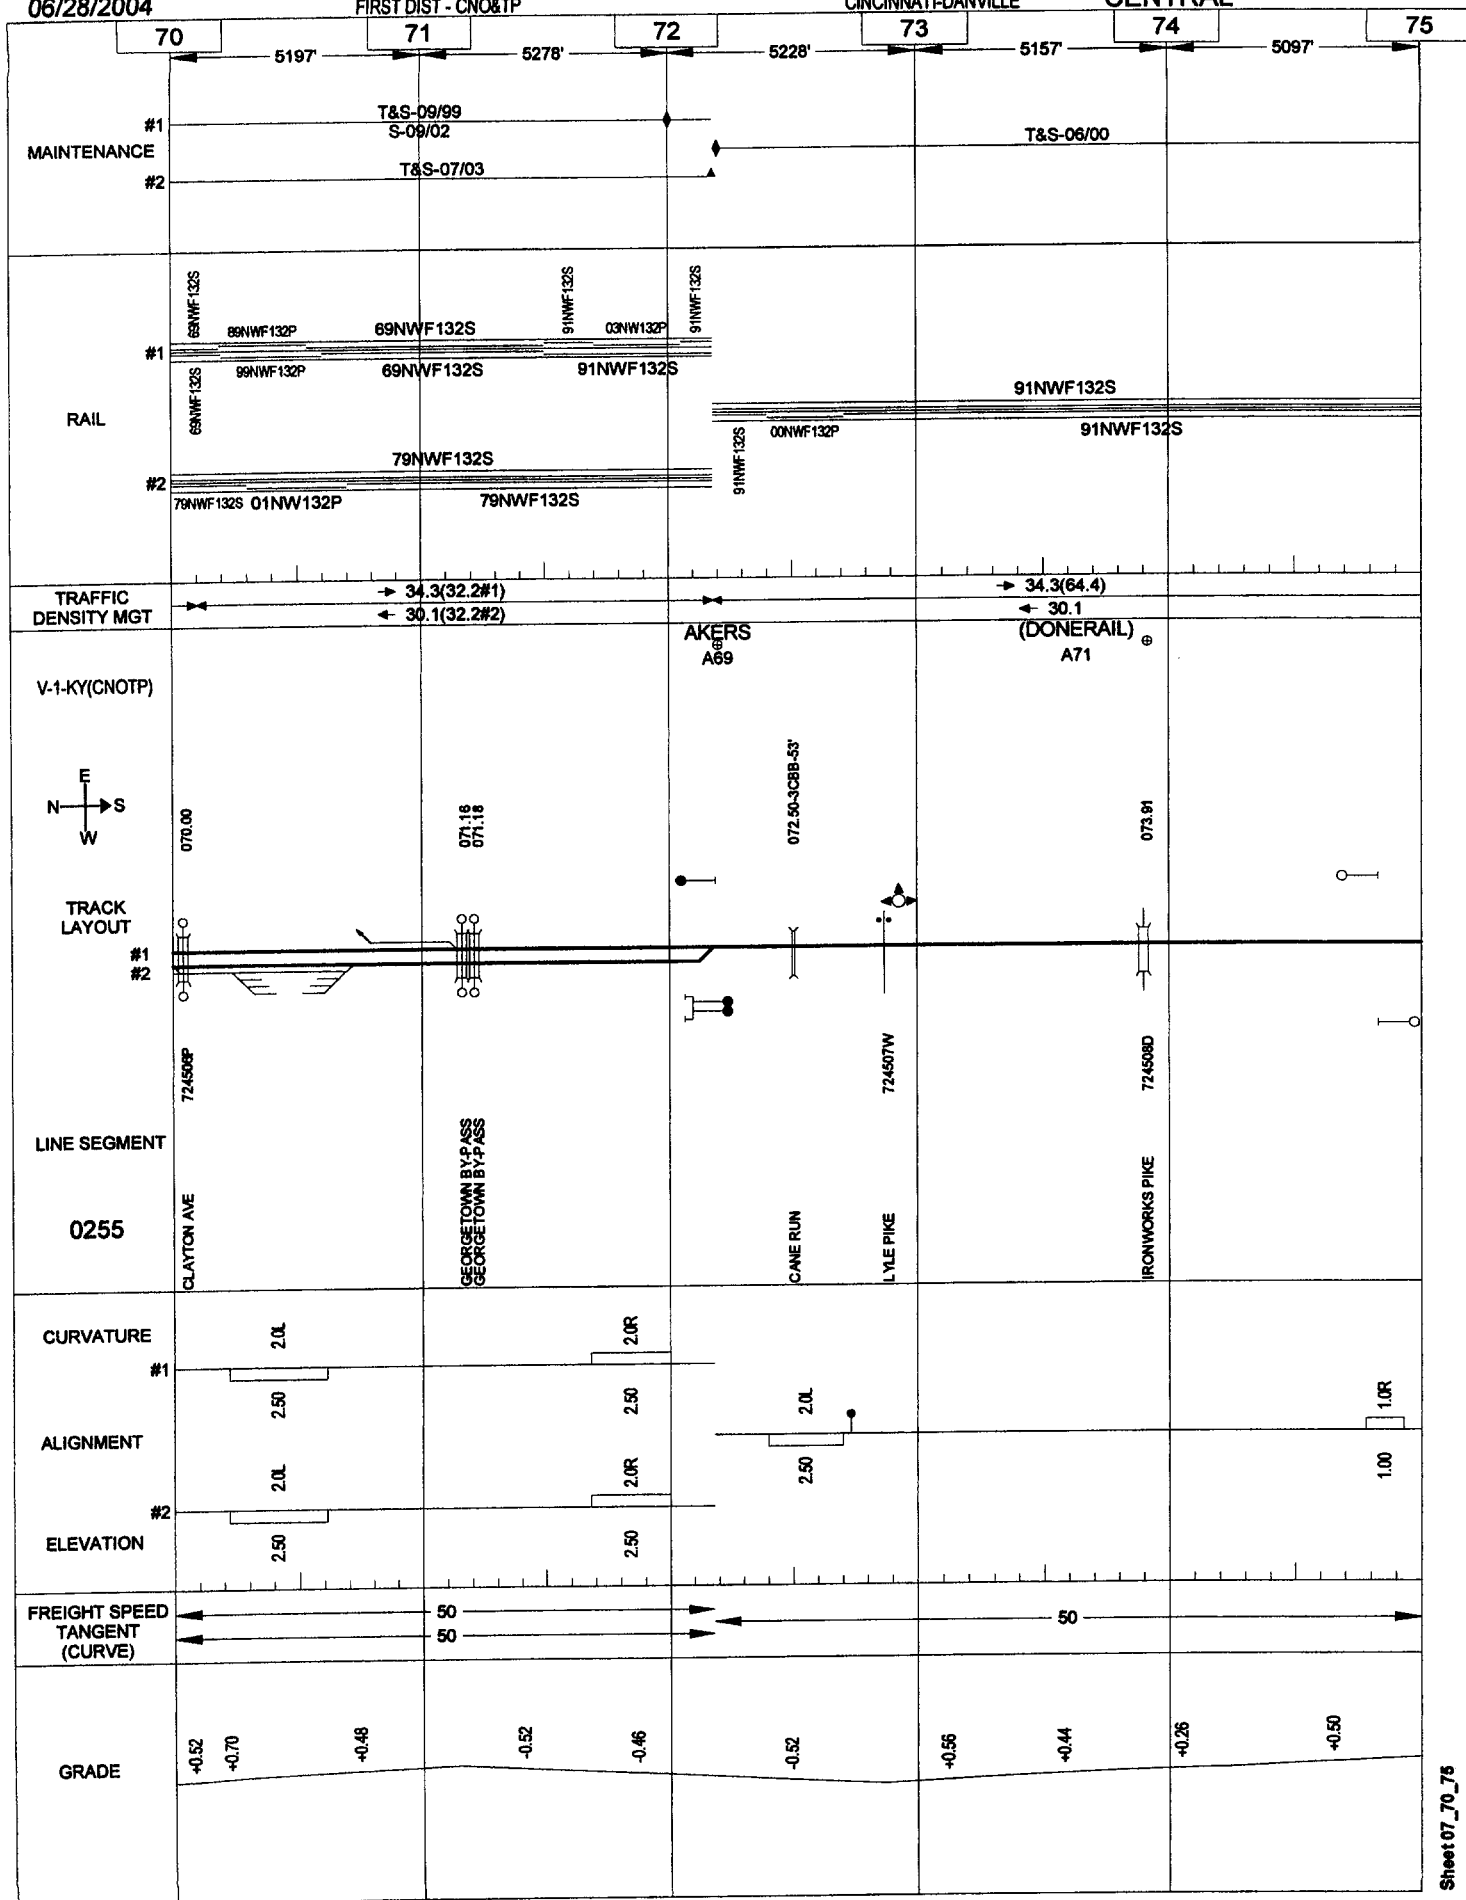 06/28/2004 FIRST DIST - CNO&TP CINCINNATI-DANVILLE CENTRAL
70 71 72 73 74 75
5197' 5278' 5228' 5157' 5097'
MAINTENANCE
#1
T&S-09/99
S-09/02
T&S-06/00
#2
T&S-07/03
RAIL
#1
69NWF132S
89NWF132P
69NWF132S
91NWF132S
03NW132P
91NWF132S
69NWF132S
99NWF132P
69NWF132S
91NWF132S
91NWF132S
91NWF132S
00NWF132P
91NWF132S
#2
79NWF132S
79NWF132S
01NW132P
79NWF132S
TRAFFIC
DENSITY MGT
34.3(32.2#1)
30.1(32.2#2)
34.3(64.4)
30.1
V-1-KY(CNOTP)
AKERS
A69
(DONERAIL)
A71
E
N S
W
070.00
071.16
071.18
072.50-3CBB-53'
073.91
TRACK
LAYOUT
#1
#2
724506P
724507W
724508D
LINE SEGMENT
0255
CLAYTON AVE
GEORGETOWN BY-PASS
GEORGETOWN BY-PASS
CANE RUN
LYLE PIKE
IRONWORKS PIKE
CURVATURE
#1
2.0L
2.50
2.0R
2.50
2.0L
2.50
1.0R
1.00
ALIGNMENT
#2
2.0L
2.50
2.0R
2.50
ELEVATION
FREIGHT SPEED
TANGENT
(CURVE)
50
50
50
GRADE
+0.52 +0.70 +0.48 -0.52 -0.46 -0.52 +0.56 +0.44 +0.26 +0.50
Sheet 07_70_75